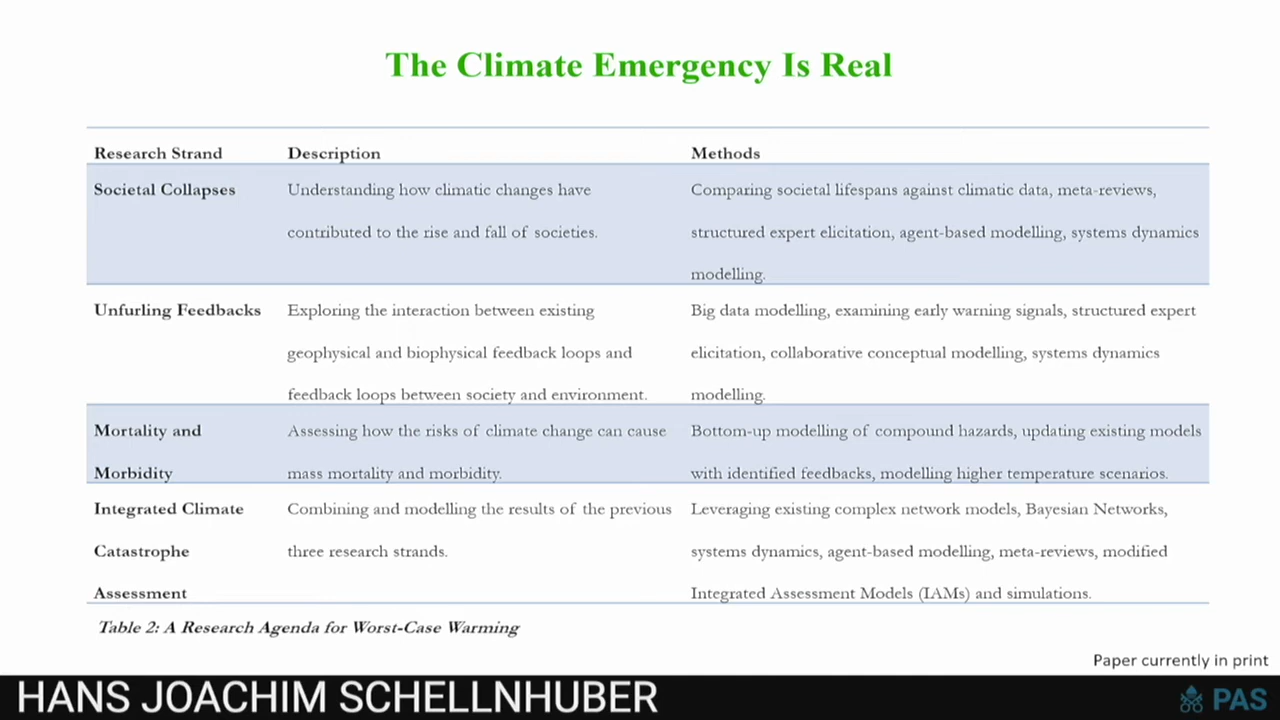 The Climate Emergency Is Real
Research Strand Description Methods
Societal Collapses Understanding how climatic changes have Comparing societal lifespans against climatic data, meta-reviews,
contributed to the rise and fall of societies. structured expert elicitation, agent-based modelling, systems dynamics
modelling.
Unfurling Feedbacks Exploring the interaction between existing Big data modelling, examining early warning signals, structured expert
geophysical and biophysical feedback loops and elicitation, collaborative conceptual modelling, systems dynamics
feedback loops between society and environment. modelling.
Mortality and Assessing how the risks of climate change can cause Bottom-up modelling of compound hazards, updating existing models
Morbidity mass mortality and morbidity. with identified feedbacks, modelling higher temperature scenarios.
Integrated Climate Combining and modelling the results of the previous Leveraging existing complex network models, Bayesian Networks,
Catastrophe three research strands. systems dynamics, agent-based modelling, meta-reviews, modified
Assessment Integrated Assessment Models (IAMs) and simulations.
Table 2: A Research Agenda for Worst-Case Warming
Paper currently in print
HANS JOACHIM SCHELLNHUBER PAS